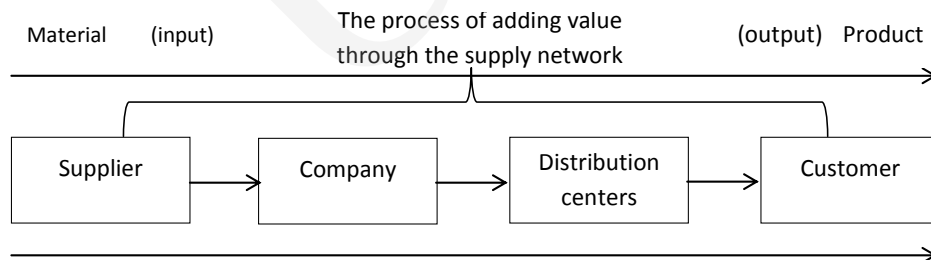 The process of adding value
Material (input) (output) Product
through the supply network
Supplier
Company
Distribution
centers
Customer